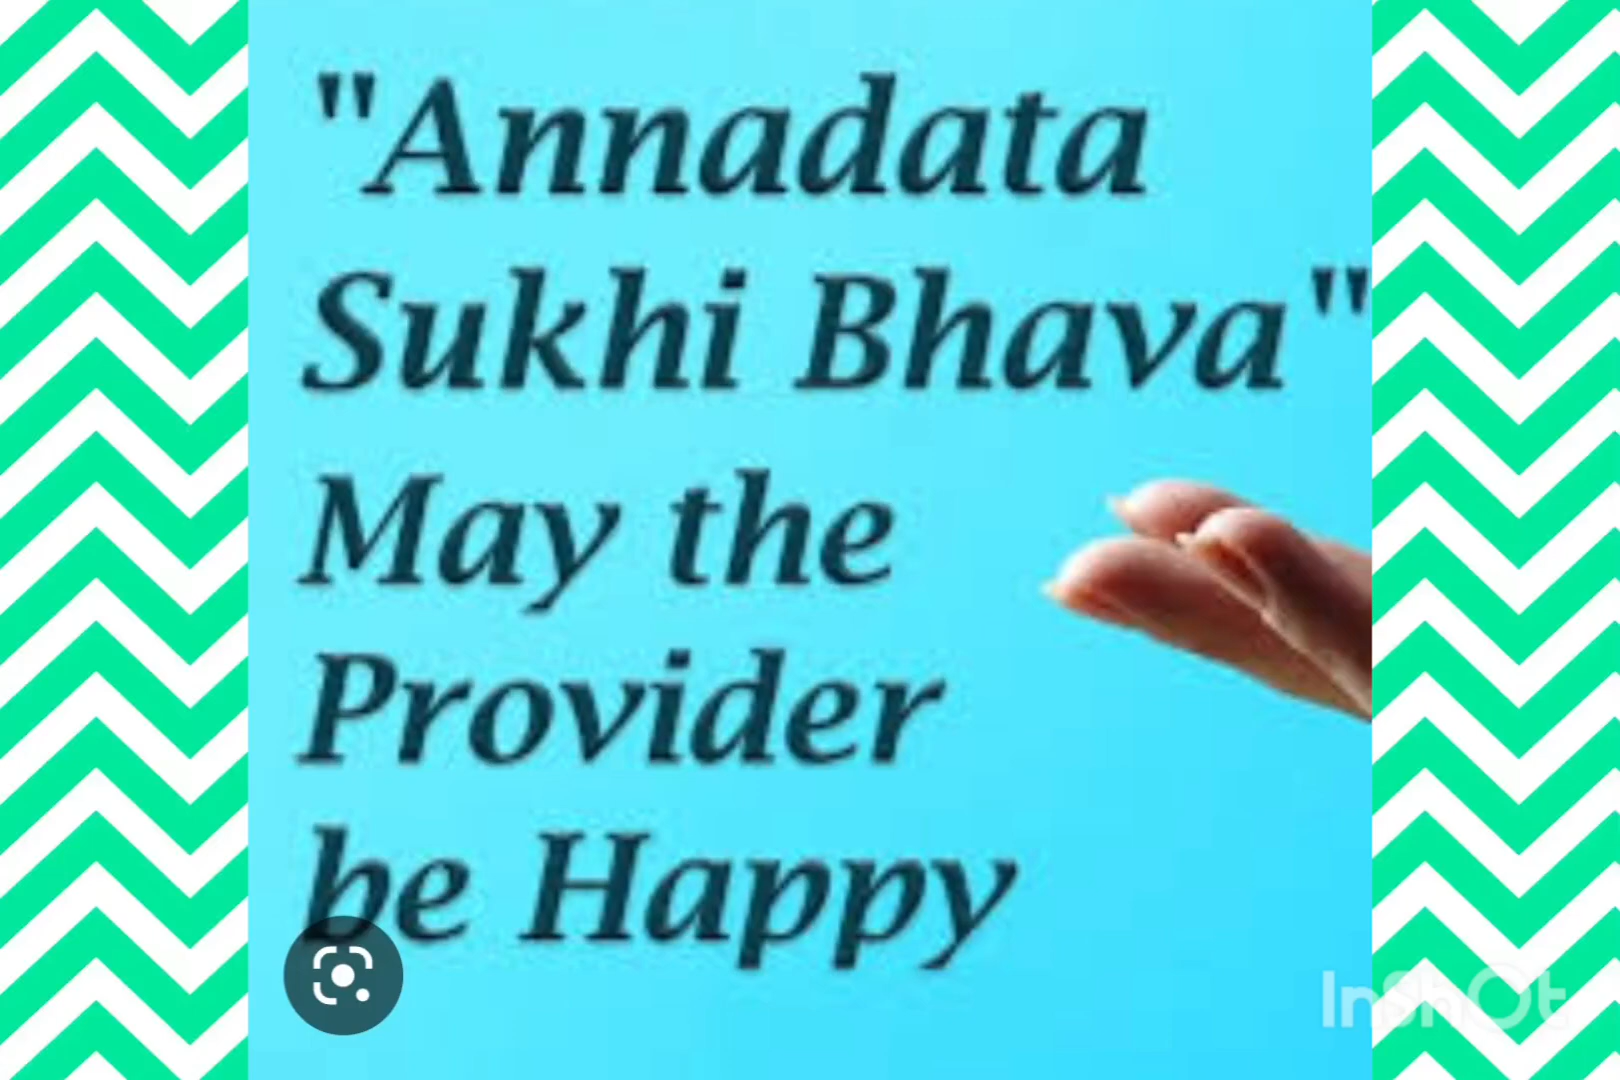 "Annadata
Sukhi Bhava"
May the
Provider
be Happy
InShOt